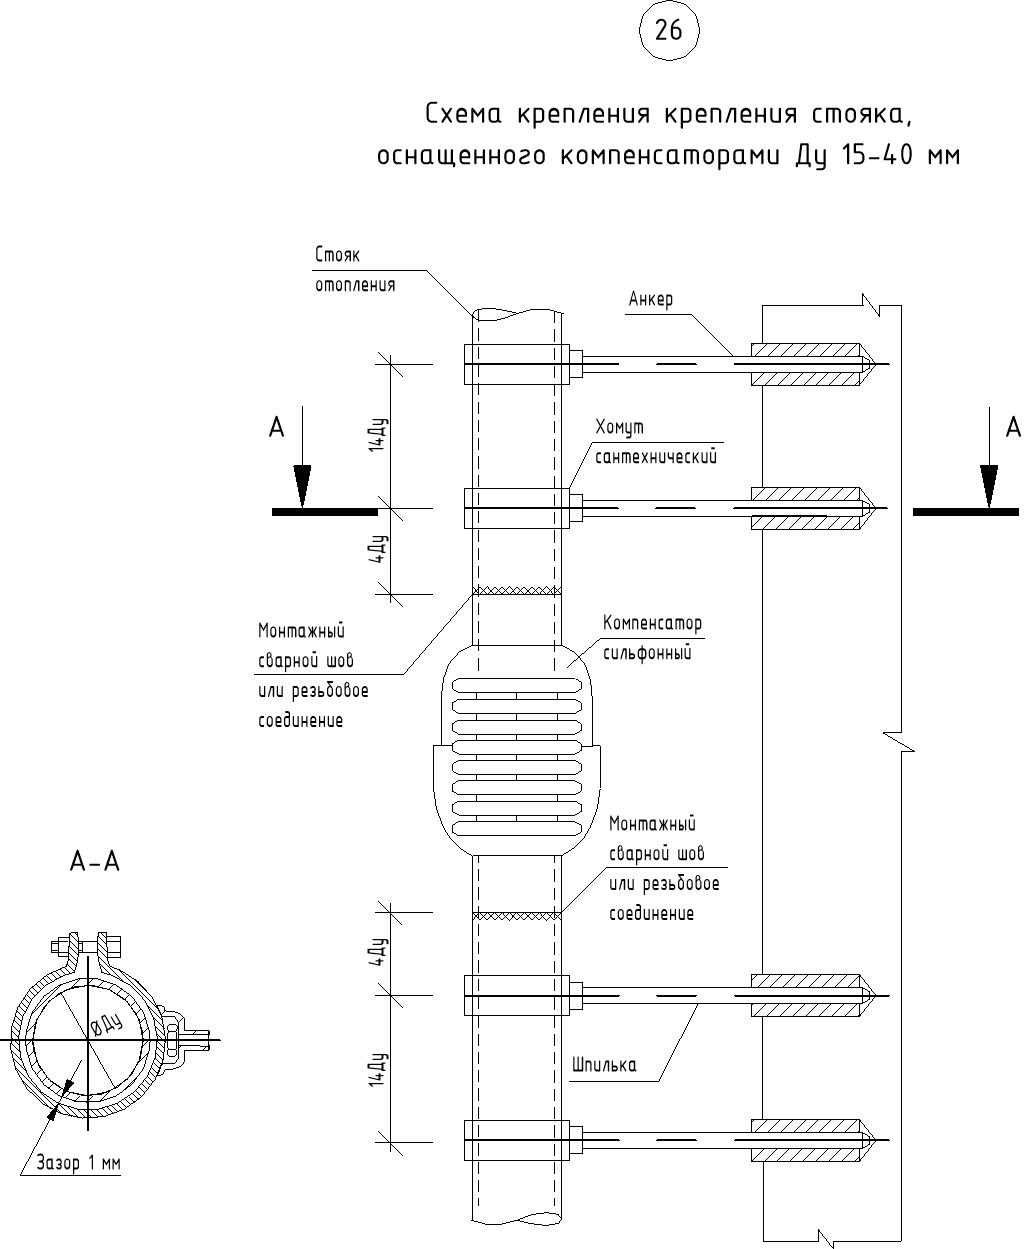 26
Схема крепления крепления стояка,
оснащенного компенсаторами Ду 15-40 мм
Стояк
отопления
Анкер
14Ду
А
А
Хомут
сантехнический
4Ду
Монтажный
сварной шов
или резьбовое
соединение
Компенсатор
сильфонный
Монтажный
сварной шов
или резьбовое
соединение
А-А
4Ду
ØДу
14Ду
Шпилька
Зазор 1 мм